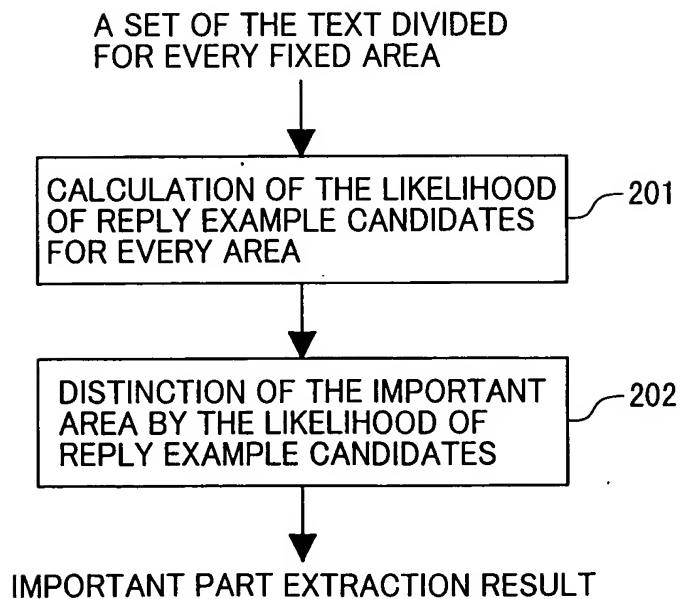 A SET OF THE TEXT DIVIDED
FOR EVERY FIXED AREA
CALCULATION OF THE LIKELIHOOD
OF REPLY EXAMPLE CANDIDATES
FOR EVERY AREA
201
DISTINCTION OF THE IMPORTANT
AREA BY THE LIKELIHOOD OF
REPLY EXAMPLE CANDIDATES
202
IMPORTANT PART EXTRACTION RESULT